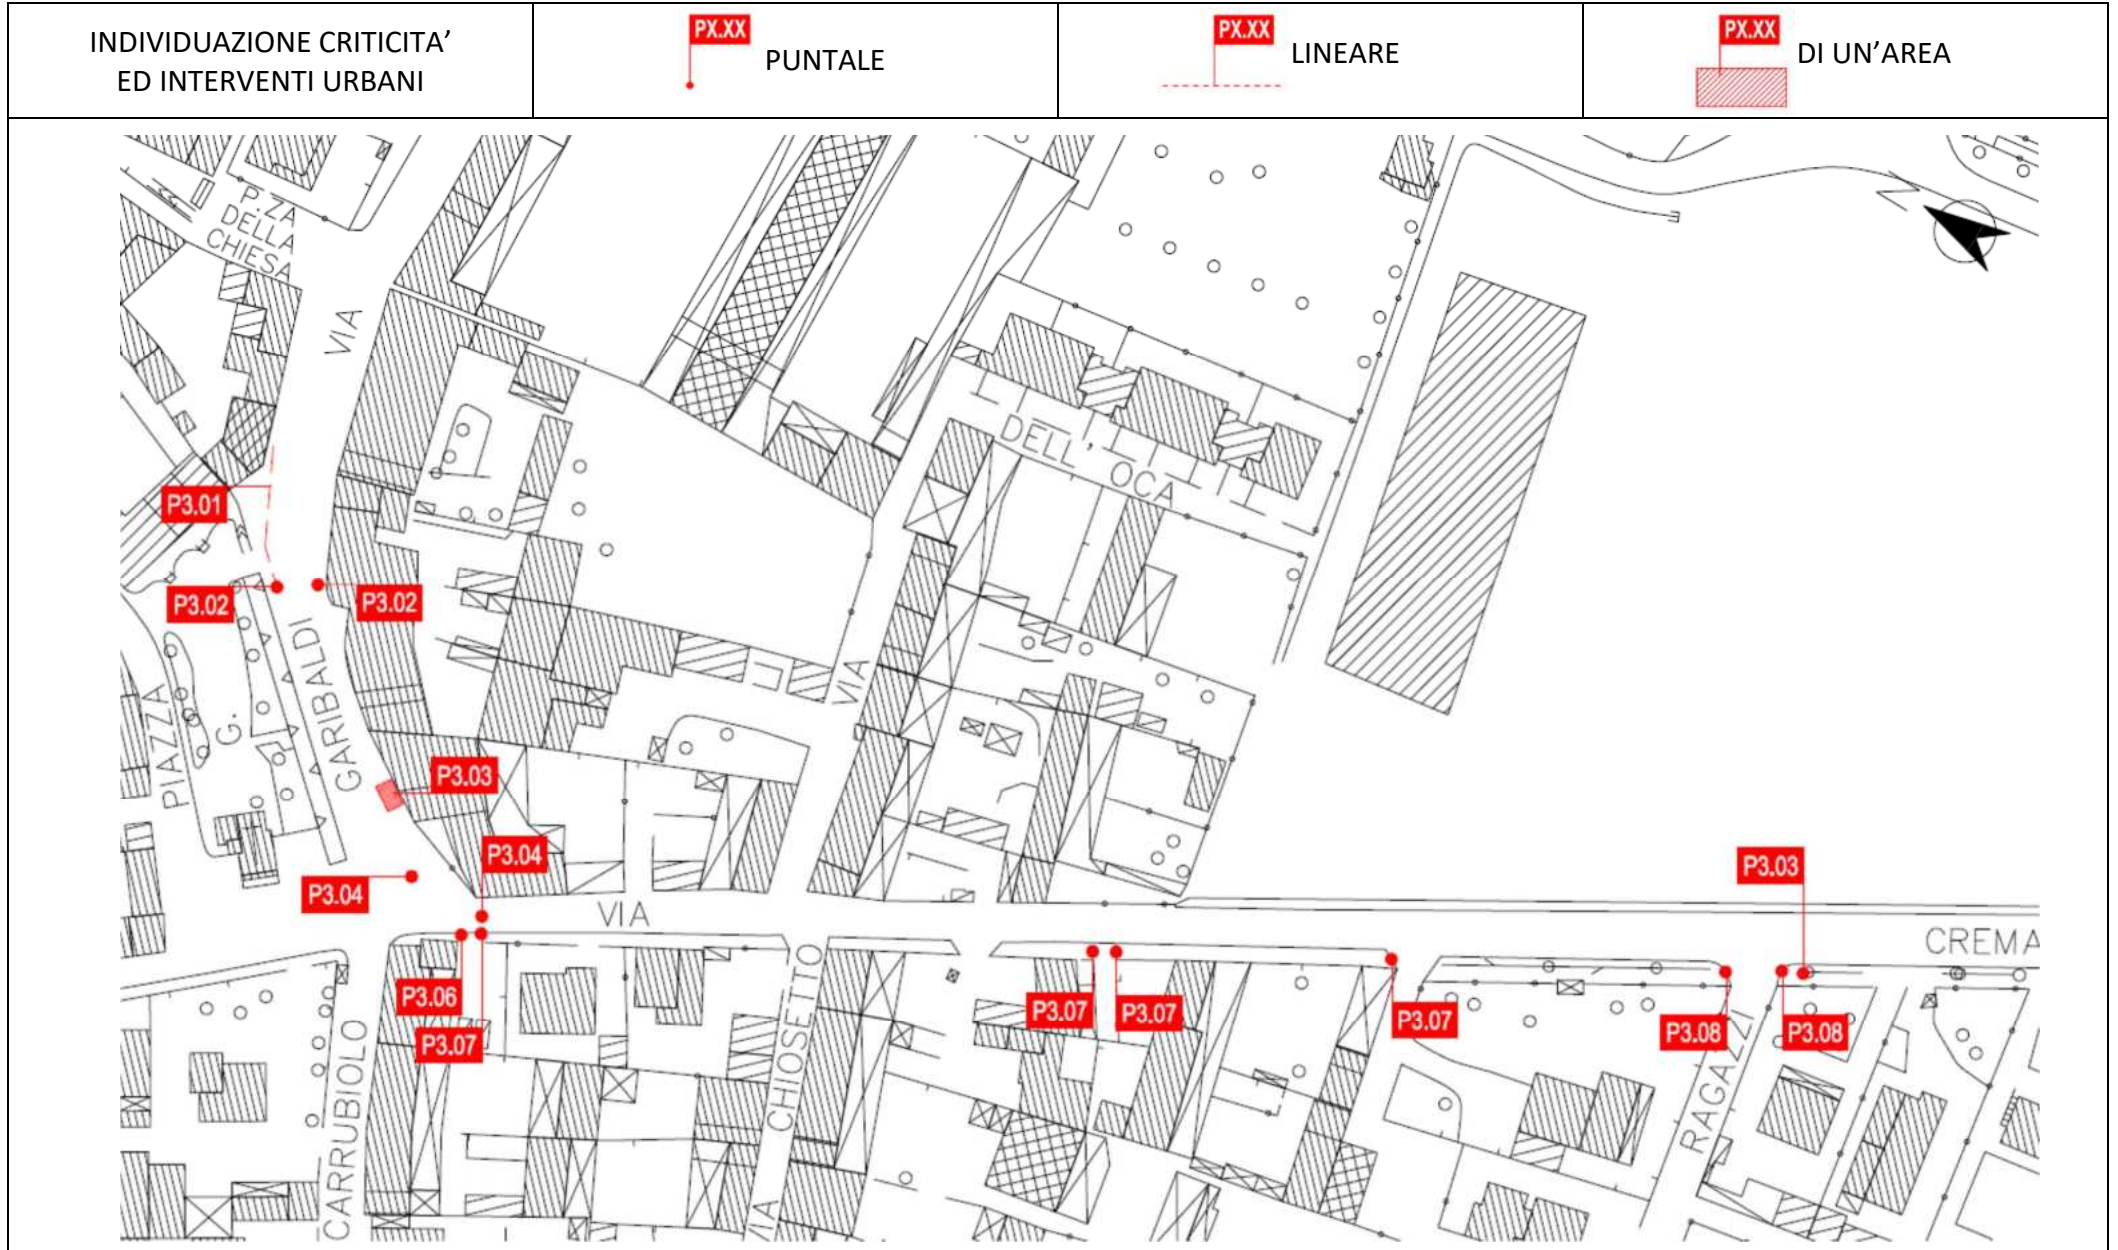 INDIVIDUAZIONE CRITICITA’
ED INTERVENTI URBANI
PX.XX
PUNTALE
PX.XX
LINEARE
PX.XX
DI UN’AREA
P.ZA
DELLA
CHIESA
N
VIA
DELL' OCA
P3.01
P3.02
P3.02
GARIBALDI
VIA
PIAZZA
G.
P3.03
P3.04
P3.04
P3.03
VIA
CREMA
P3.06
P3.07
P3.07
P3.07
P3.07
P3.08
P3.08
CARRUBIOLO
VIA CHIOSETTO
RAGAZZI